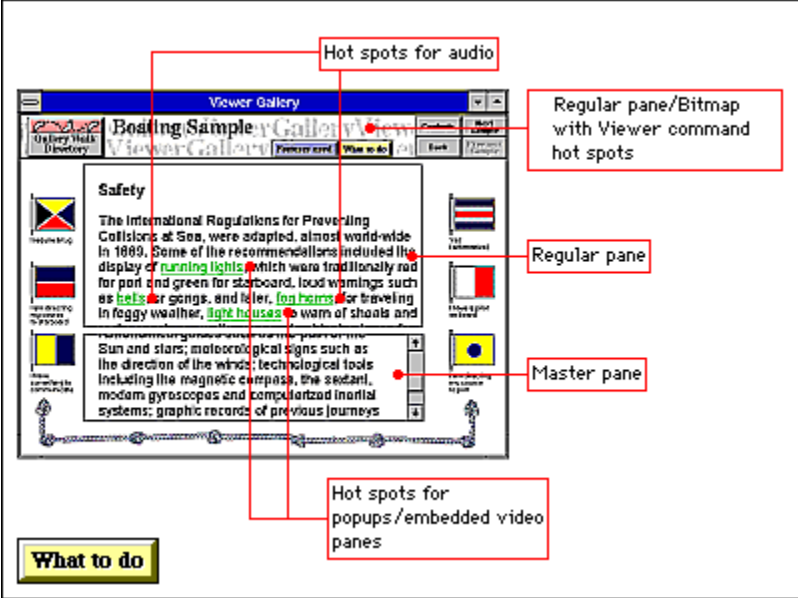 Hot spots for audio
Viewer Gallery
Regular pane/Bitmap
with Viewer command
hot spots
Gallery Walk
Directory
Boating Sample
ViewerGallery
Features used
What to do
Contents
Back
Next
Sample
Safety
The International Regulations for Preventing
Collisions at Sea, were adapted, almost world-wide
in 1889. Some of the recommendations included the
display of running lights, which were traditionally red
for port and green for starboard, loud warnings such
as bells or gongs, and later, fog horns, for traveling
in foggy weather, light houses to warn of shoals and
Regular pane
Sun and stars; meteorological signs such as
the direction of the winds; technological tools
including the magnetic compass, the sextant,
modern gyroscopes and computerized inertial
systems; graphic records of previous journeys
Master pane
Hot spots for
popups/embedded video
panes
What to do